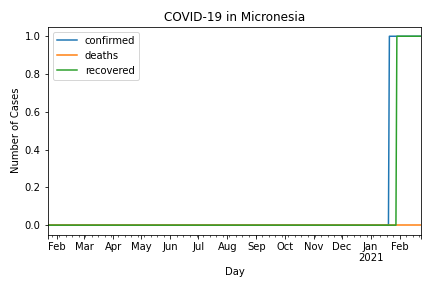 COVID-19 in Micronesia
confirmed
deaths
recovered
1.0
0.8
0.6
0.4
0.2
0.0
Number of Cases
Feb Mar Apr May Jun Jul Aug Sep Oct Nov Dec Jan Feb
2021
Day